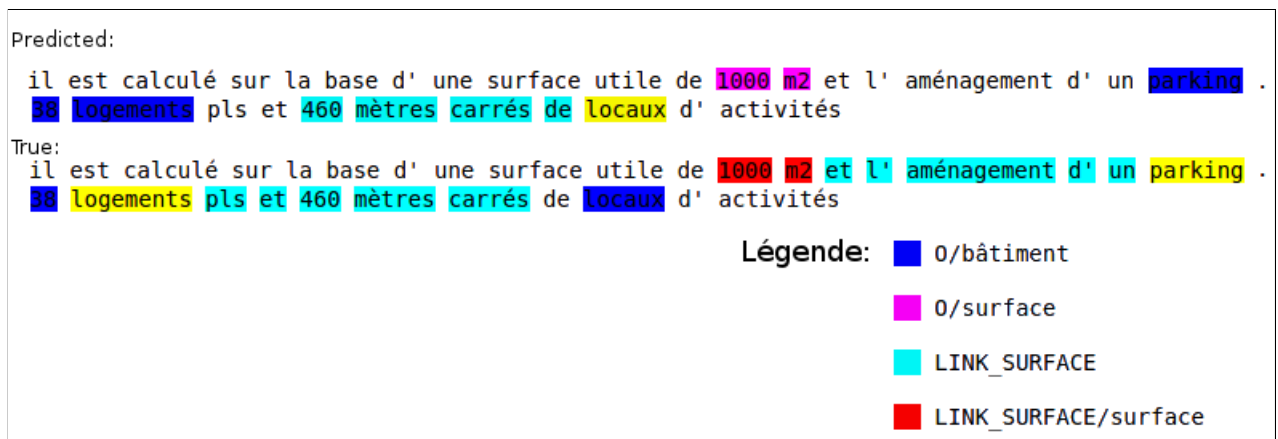 Predicted:
il est calculé sur la base d' une surface utile de 1000 m2 et l' aménagement d' un parking .
38 logements pls et 460 mètres carrés de locaux d' activités
True:
il est calculé sur la base d' une surface utile de 1000 m2 et l' aménagement d' un parking .
38 logements pls et 460 mètres carrés de locaux d' activités
Légende: O/bâtiment
O/surface
LINK_SURFACE
LINK_SURFACE/surface